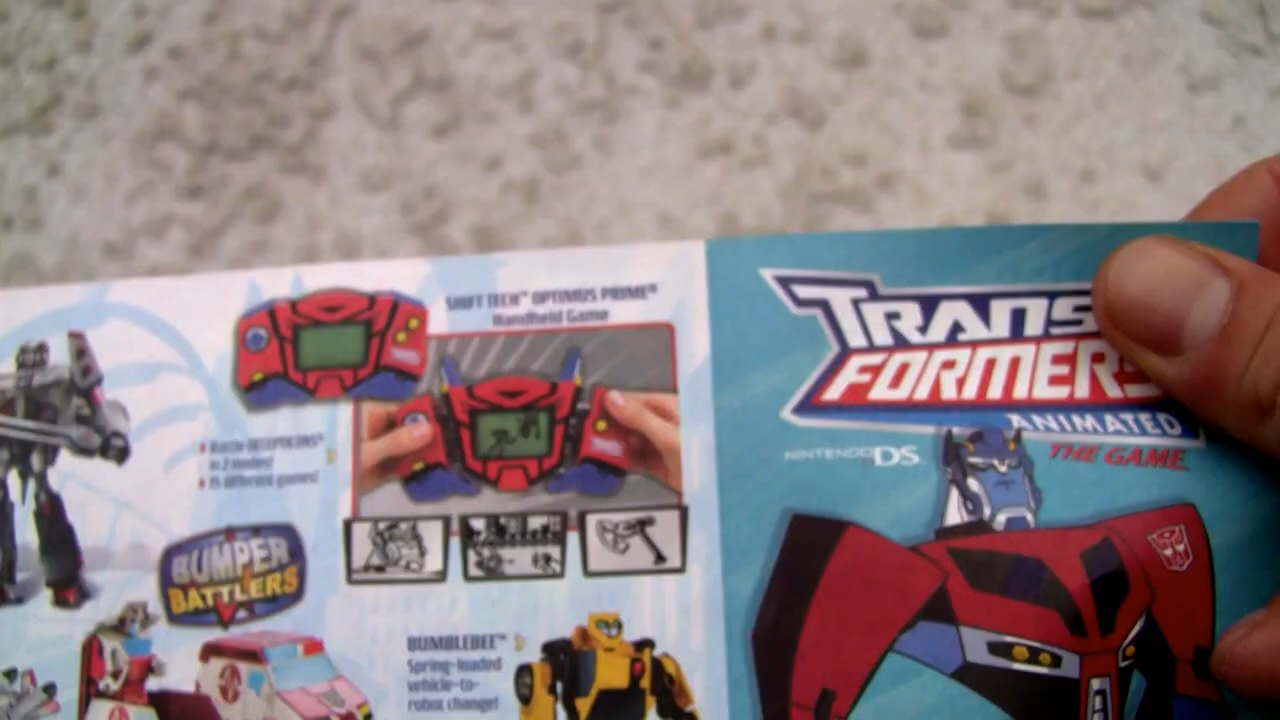 SHIFT TECH™ OPTIMUS PRIME®
Handheld Game
• Battle DECEPTICONS®
in 2 modes!
• 15 different games!
BUMPER
BATTLERS
BUMBLEBEE™
Spring-loaded
vehicle-to-
robot change!
TRANS
FORMERS
ANIMATED
THE GAME
NINTENDO DS